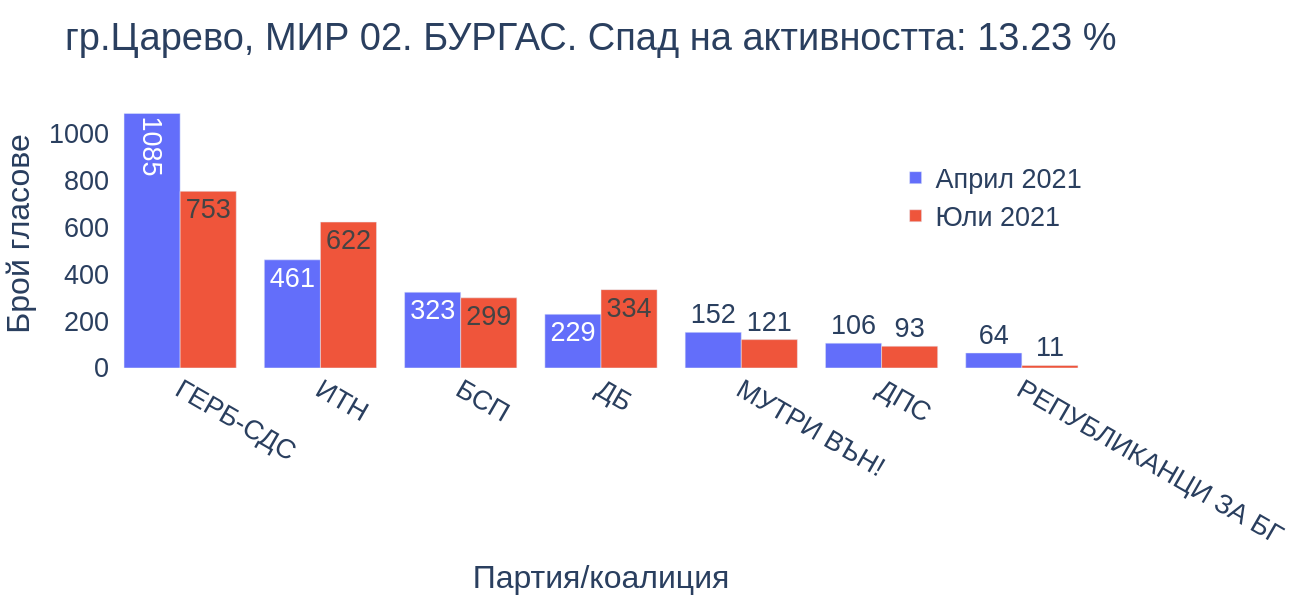 гр.Царево, МИР 02. БУРГАС. Спад на активността: 13.23 %
Брой гласове
1000
800
600
400
200
0
1085
753
461
622
323
299
229
334
152
121
106
93
64
11
Април 2021
Юли 2021
ГЕРБ-СДС
ИТН
БСП
ДБ
МУТРИ ВЪН!
ДПС
РЕПУБЛИКАНЦИ ЗА БГ
Партия/коалиция